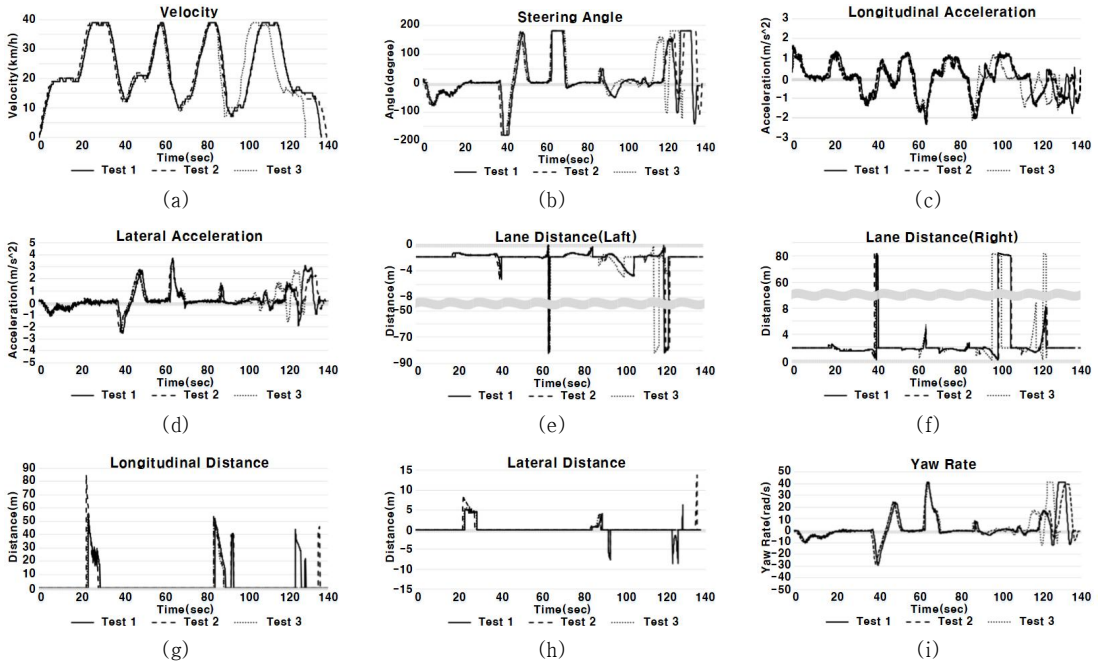 Velocity
Velocity(km/h)
40
30
20
10
0
0 20 40 60 80 100 120 140
Time(sec)
Test 1 Test 2 Test 3
(a)
Steering Angle
Angle(degree)
200
100
0
−100
−200
0 20 40 60 80 100 120 140
Time(sec)
Test 1 Test 2 Test 3
(b)
Longitudinal Acceleration
Acceleration(m/s^2)
3
2
1
0
−1
−2
−3
0 20 40 60 80 100 120 140
Time(sec)
Test 1 Test 2 Test 3
(c)
Lateral Acceleration
Acceleration(m/s^2)
5
4
3
2
1
0
−1
−2
−3
−4
−5
0 20 40 60 80 100 120 140
Time(sec)
Test 1 Test 2 Test 3
(d)
Lane Distance(Laft)
Distance(m)
0
−4
−8
−50
−70
−90
0 20 40 60 80 100 120 140
Time(sec)
Test 1 Test 2 Test 3
(e)
Lane Distance(Right)
Distance(m)
80
60
8
4
0
0 20 40 60 80 100 120 140
Time(sec)
Test 1 Test 2 Test 3
(f)
Longitudinal Distance
Distance(m)
90
80
70
60
50
40
30
20
10
0
0 20 40 60 80 100 120 140
Time(sec)
Test 1 Test 2 Test 3
(g)
Lateral Distance
Distance(m)
15
10
5
0
−5
−10
−15
0 20 40 60 80 100 120 140
Time(sec)
Test 1 Test 2 Test 3
(h)
Yaw Rate
Yaw Rate(rad/s)
50
40
30
20
10
0
−10
−20
−30
−40
−50
0 20 40 60 80 100 120 140
Time(sec)
Test 1 Test 2 Test 3
(i)